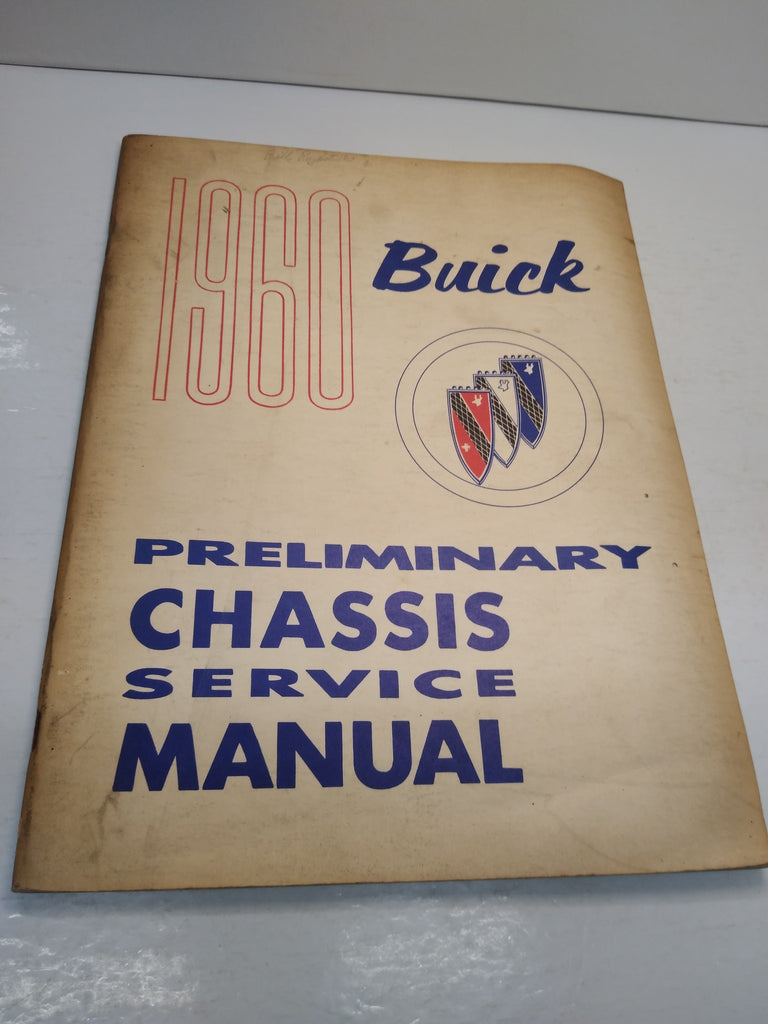 1960
Buick
PRELIMINARY
CHASSIS
SERVICE
MANUAL